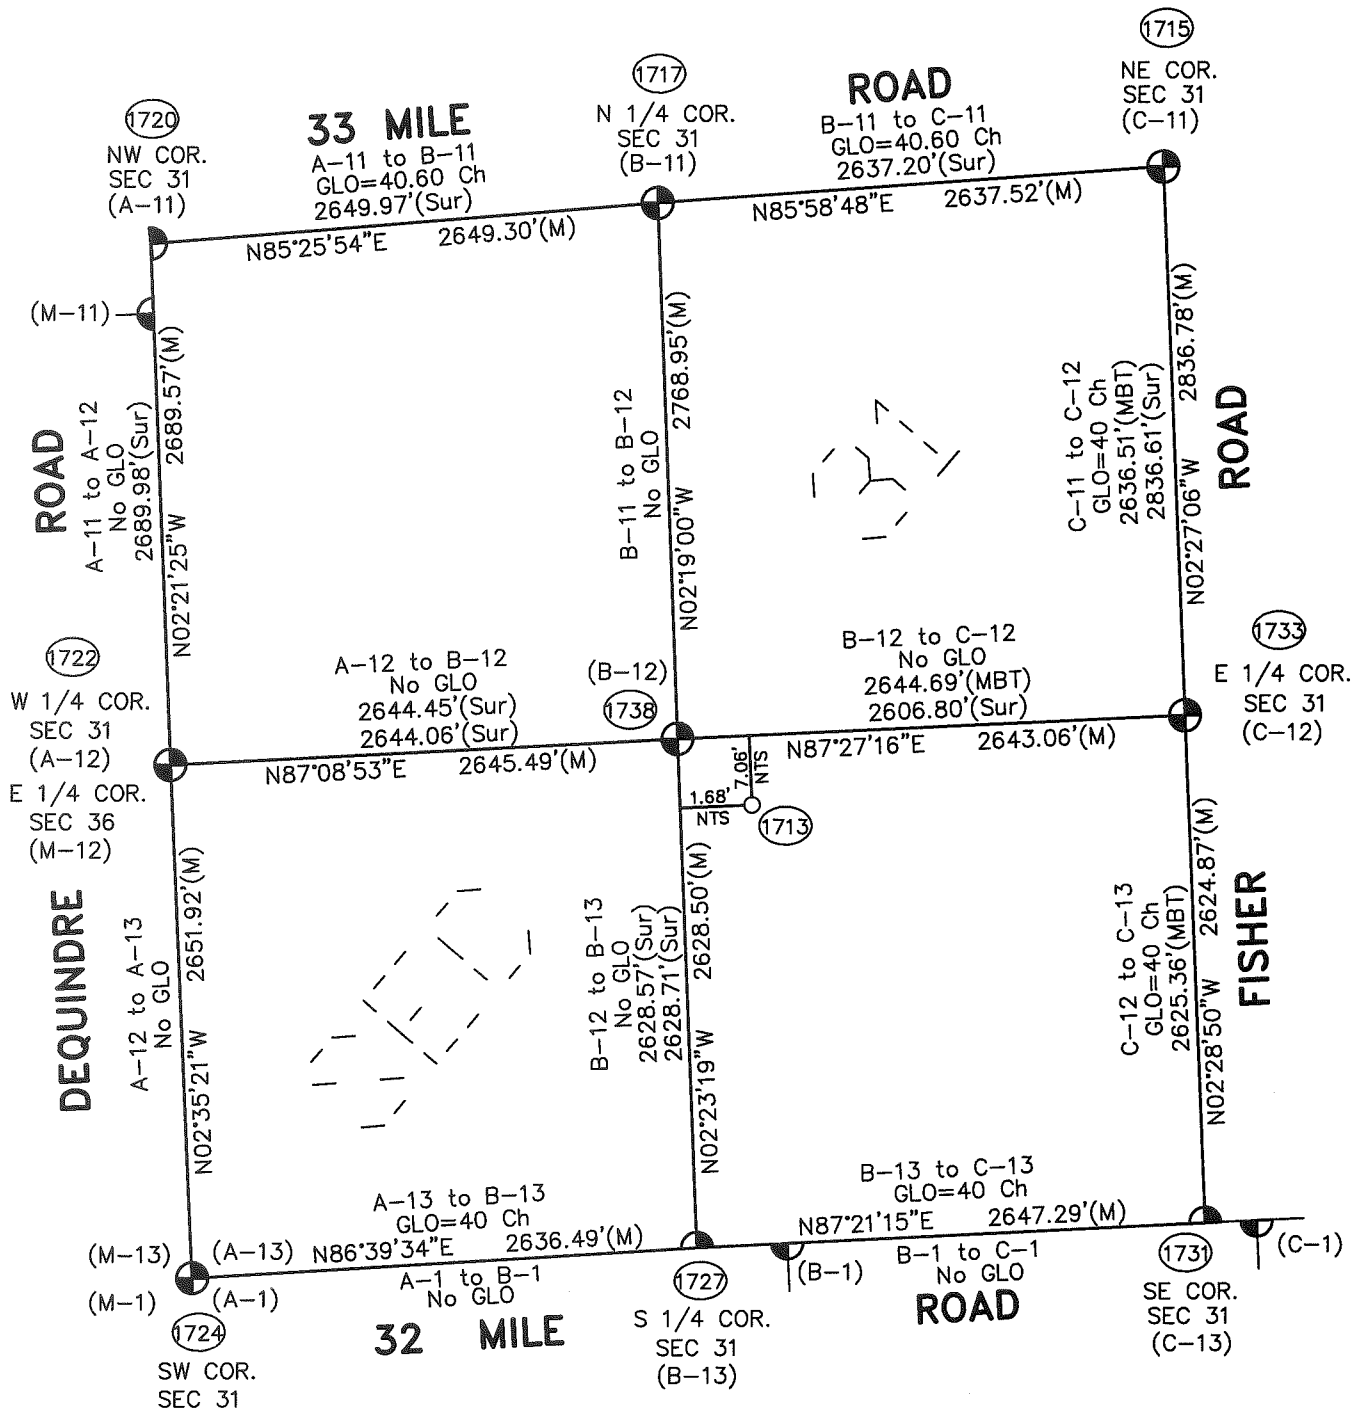 1715
NE COR.
SEC 31
(C-11)
1717
N 1/4 COR.
SEC 31
(B-11)
ROAD
B-11 to C-11
GLO=40.60 Ch
2637.20'(Sur)
N85°58'48"E 2637.52'(M)
1720
NW COR.
SEC 31
(A-11)
33 MILE
A-11 to B-11
GLO=40.60 Ch
2649.97'(Sur)
N85°25'54"E 2649.30'(M)
(M-11)
ROAD
A-11 to A-12
No GLO
2689.98'(Sur)
N02°21'25"W 2689.57'(M)
B-11 to B-12
No GLO
N02°19'00"W 2768.95'(M)
C-11 to C-12
GLO=40 Ch
2636.51'(MBT)
2836.61'(Sur)
N02°27'06"W 2836.78'(M)
ROAD
1722
W 1/4 COR.
SEC 31
(A-12)
E 1/4 COR.
SEC 36
(M-12)
A-12 to B-12
No GLO
2644.45'(Sur)
2644.06'(Sur)
N87°08'53"E 2645.49'(M)
(B-12)
1738
B-12 to C-12
No GLO
2644.69'(MBT)
2606.80'(Sur)
N87°27'16"E 2643.06'(M)
1733
E 1/4 COR.
SEC 31
(C-12)
7.06'
NTS
1.68'
NTS
1713
DEQUINDRE
A-12 to A-13
No GLO
N02°35'21"W 2651.92'(M)
B-12 to B-13
No GLO
2628.57'(Sur)
2628.71'(Sur)
N02°23'19"W 2628.50'(M)
C-12 to C-13
GLO=40 Ch
2625.36'(MBT)
N02°28'50"W 2624.87'(M)
FISHER
A-13 to B-13
GLO=40 Ch
N86°39'34"E 2636.49'(M)
A-1 to B-1
No GLO
B-13 to C-13
GLO=40 Ch
N87°21'15"E 2647.29'(M)
B-1 to C-1
No GLO
(M-13) (A-13)
(M-1) (A-1)
1724
SW COR.
SEC 31
32 MILE
1727
S 1/4 COR.
SEC 31
(B-13)
(B-1)
ROAD
1731
SE COR.
SEC 31
(C-13)
(C-1)